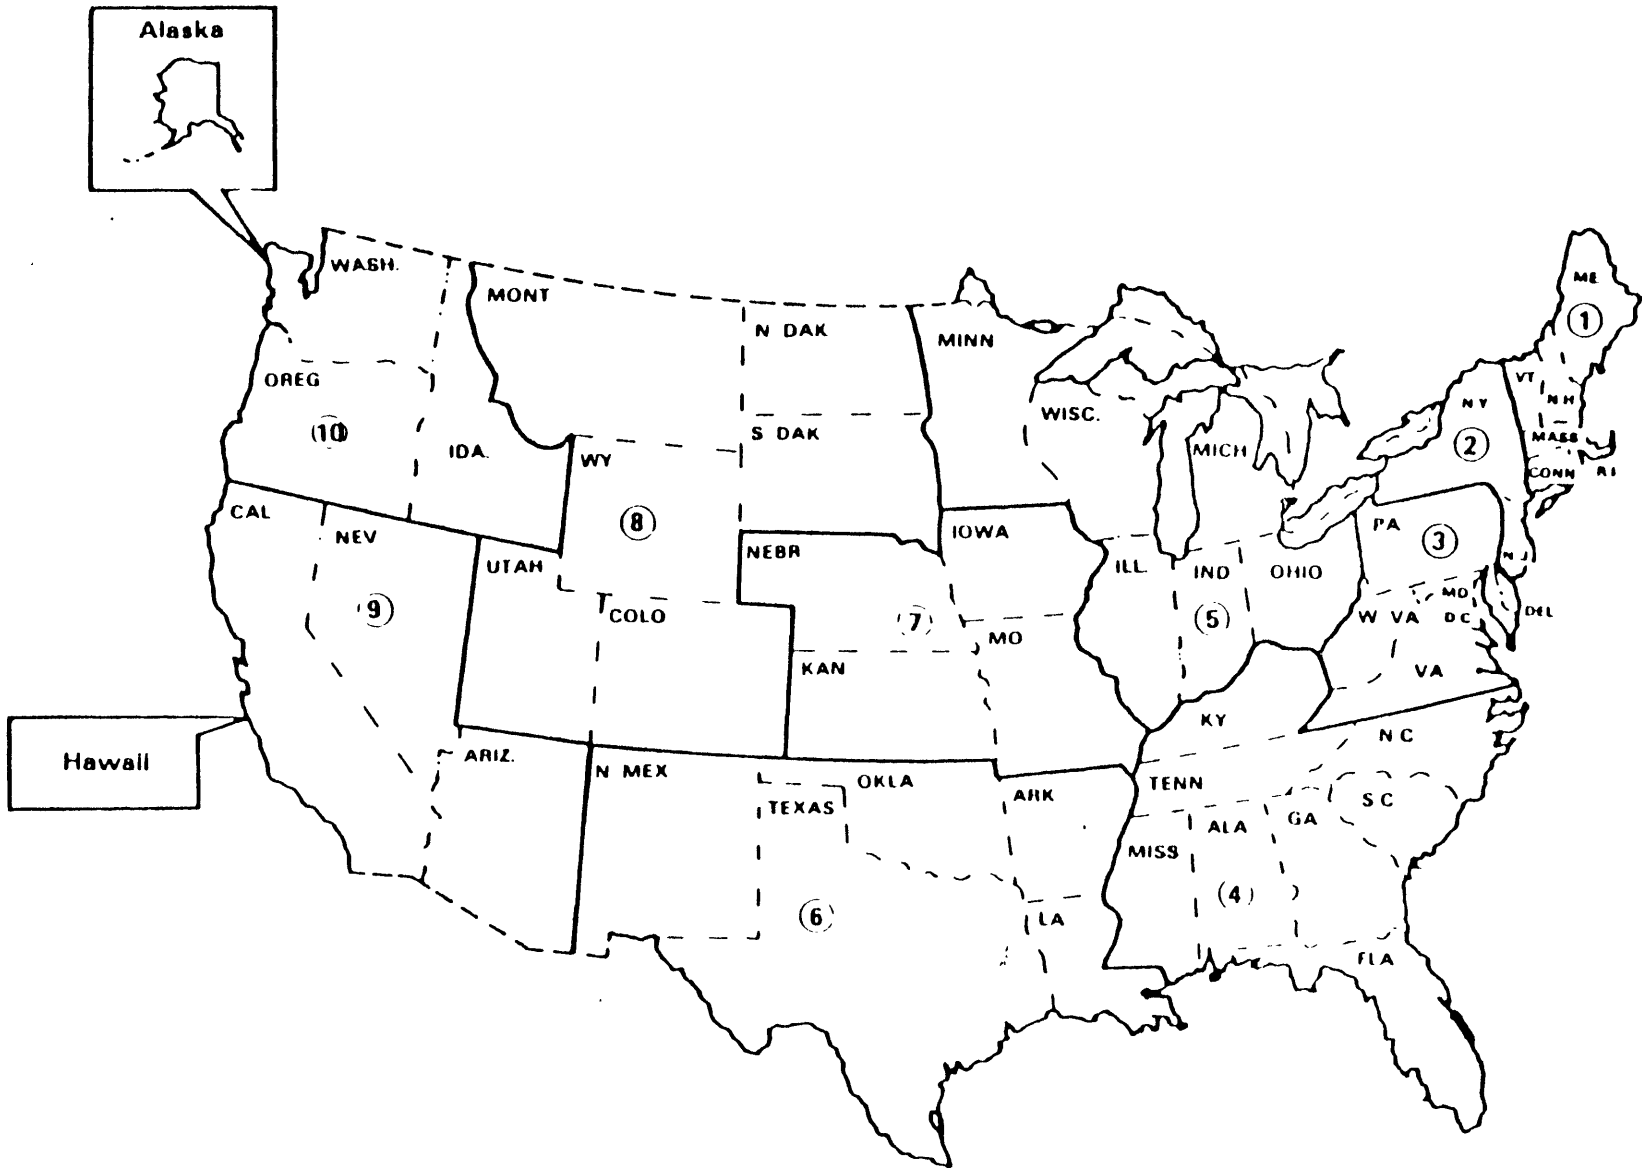 Alaska
WASH.
MONT
N DAK
MINN
ME
1
OREG
10
IDA.
WY
S DAK
WISC.
MICH
VT
N H
N Y
2
MASS
CONN
R I
CAL
NEV
UTAH
8
NEBR
IOWA
ILL.
IND
OHIO
PA
3
N J
9
COLO
7
MO
5
W VA
MD
D C
DEL
KAN
VA
Hawaii
ARIZ.
N MEX
OKLA
KY
N C
TEXAS
ARK
TENN
S C
MISS
ALA
GA
6
LA
4
FLA